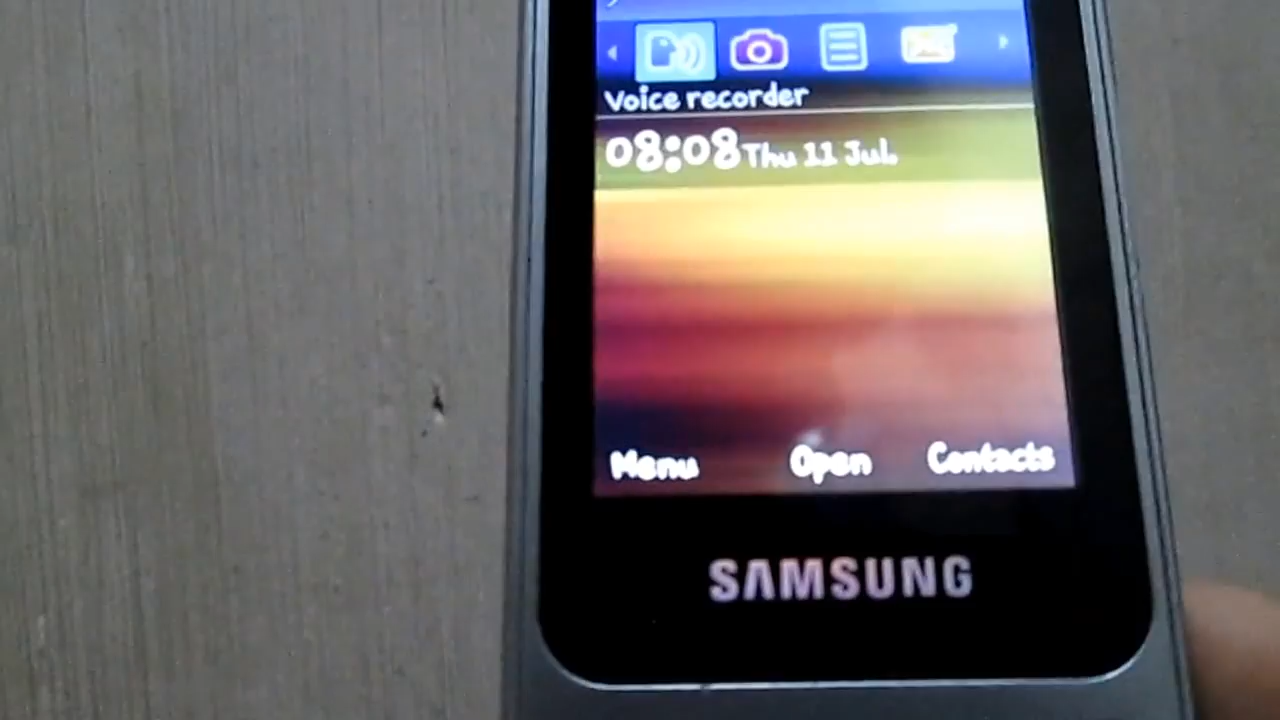 Voice recorder
08:08 Thu 11 Jul.
Menu Open Contacts
SAMSUNG